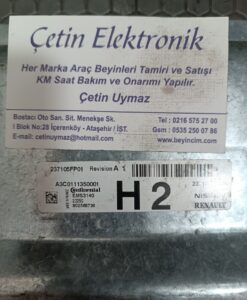 Çetin Elektronik
Her Marka Araç Beyinleri Tamiri ve Satışı
KM Saat Bakım ve Onarımı Yapılır.
Çetin Uymaz
Bostacı Oto San. Sit. Menekşe Sk.
I Blok No:28 İçerenköy - Ataşehir / İST.
E-mail: cetinuymaz@hotmail.com
Tel : 0216 575 27 00
Gsm : 0535 250 07 86
www.beyincim.com
237105FP01 Revision A 1
A3C0111350001
EMS3140
Continental
H2
NIS
RENAULT